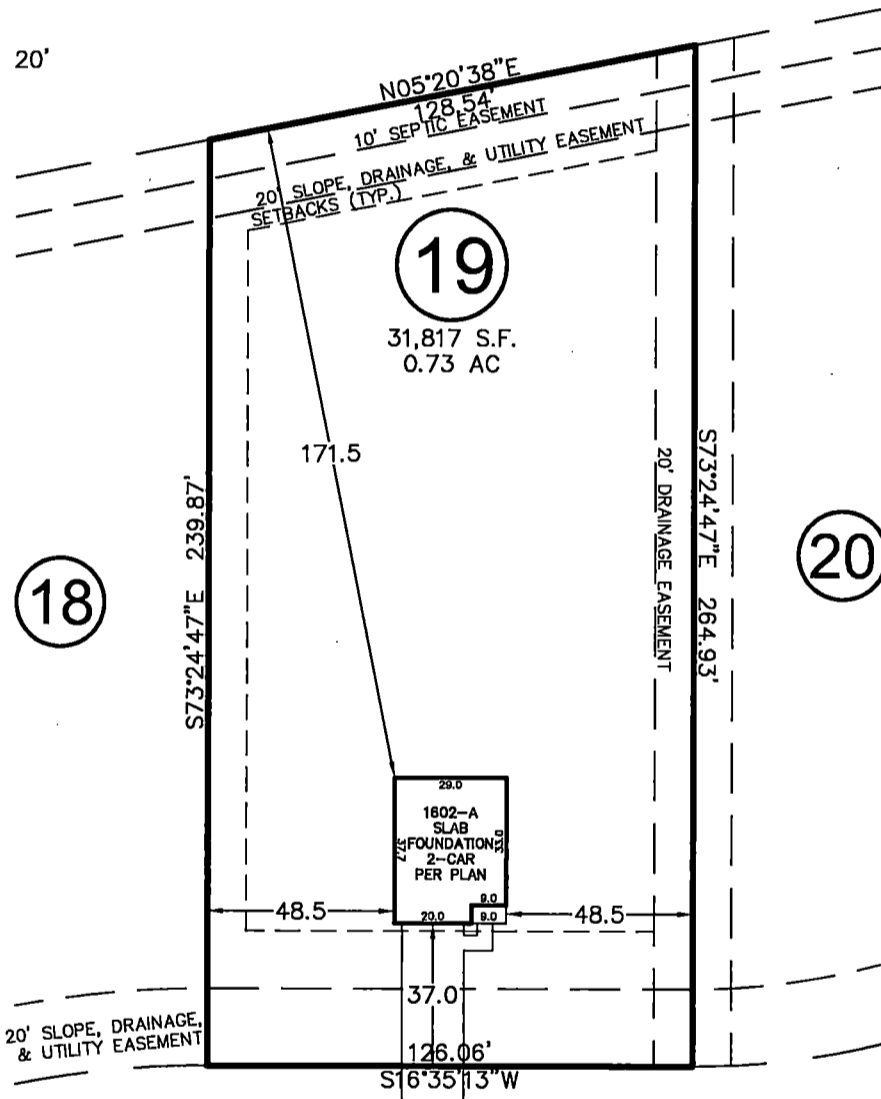 20'
N05°20'38"E
128.54'
10' SEPTIC EASEMENT
20' SLOPE, DRAINAGE, & UTILITY EASEMENT
SETBACKS (TYP.)
19
31,817 S.F.
0.73 AC
171.5
S73°24'47"E 239.87'
20' DRAINAGE EASEMENT
S73°24'47"E 264.93'
18
20
29.0
1602-A
SLAB
FOUNDATION
2-CAR
PER PLAN
37.7
33.0
9.0
48.5
20.0
9.0
48.5
37.0
20' SLOPE, DRAINAGE,
& UTILITY EASEMENT
126.06'
S16°35'13"W